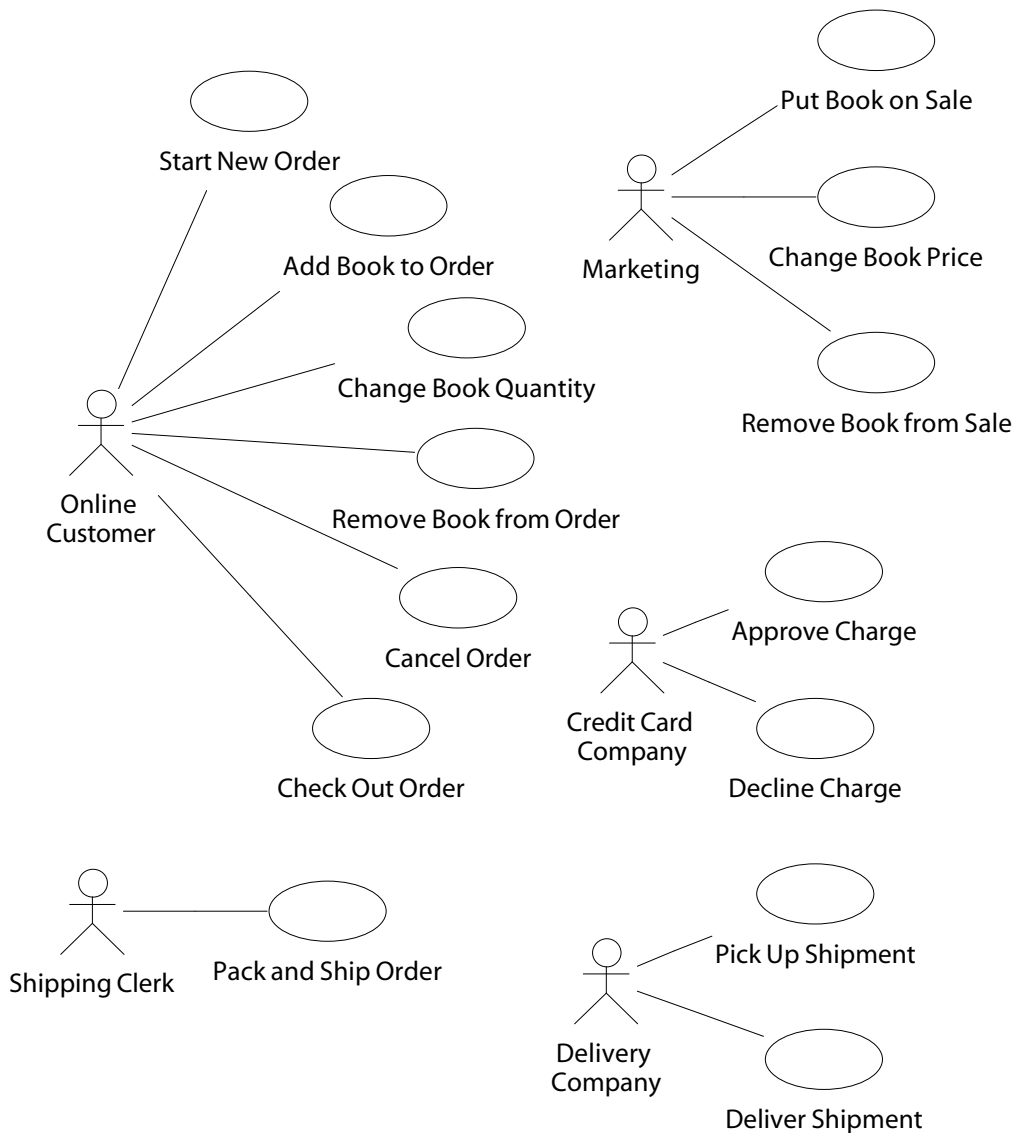 Put Book on Sale
Start New Order
Add Book to Order
Marketing
Change Book Price
Change Book Quantity
Remove Book from Sale
Online
Customer
Remove Book from Order
Approve Charge
Cancel Order
Credit Card
Company
Check Out Order
Decline Charge
Shipping Clerk
Pack and Ship Order
Pick Up Shipment
Delivery
Company
Deliver Shipment